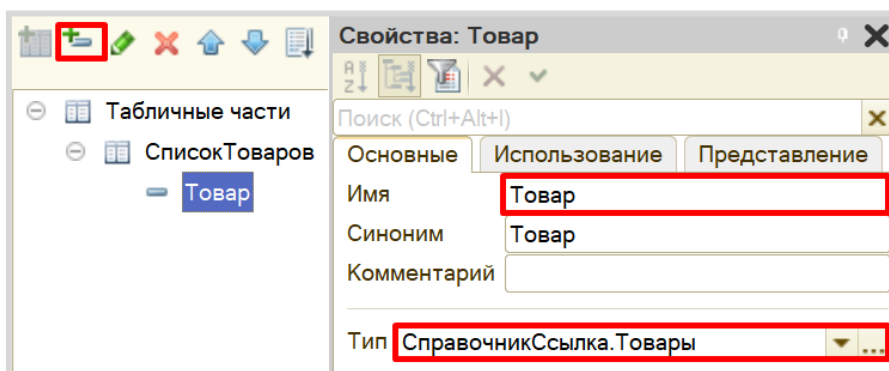 Свойства: Товар
Поиск (Ctrl+Alt+I)
Табличные части
СписокТоваров
Товар
Основные Использование Представление
Имя Товар
Синоним Товар
Комментарий
Тип СправочникСсылка.Товары